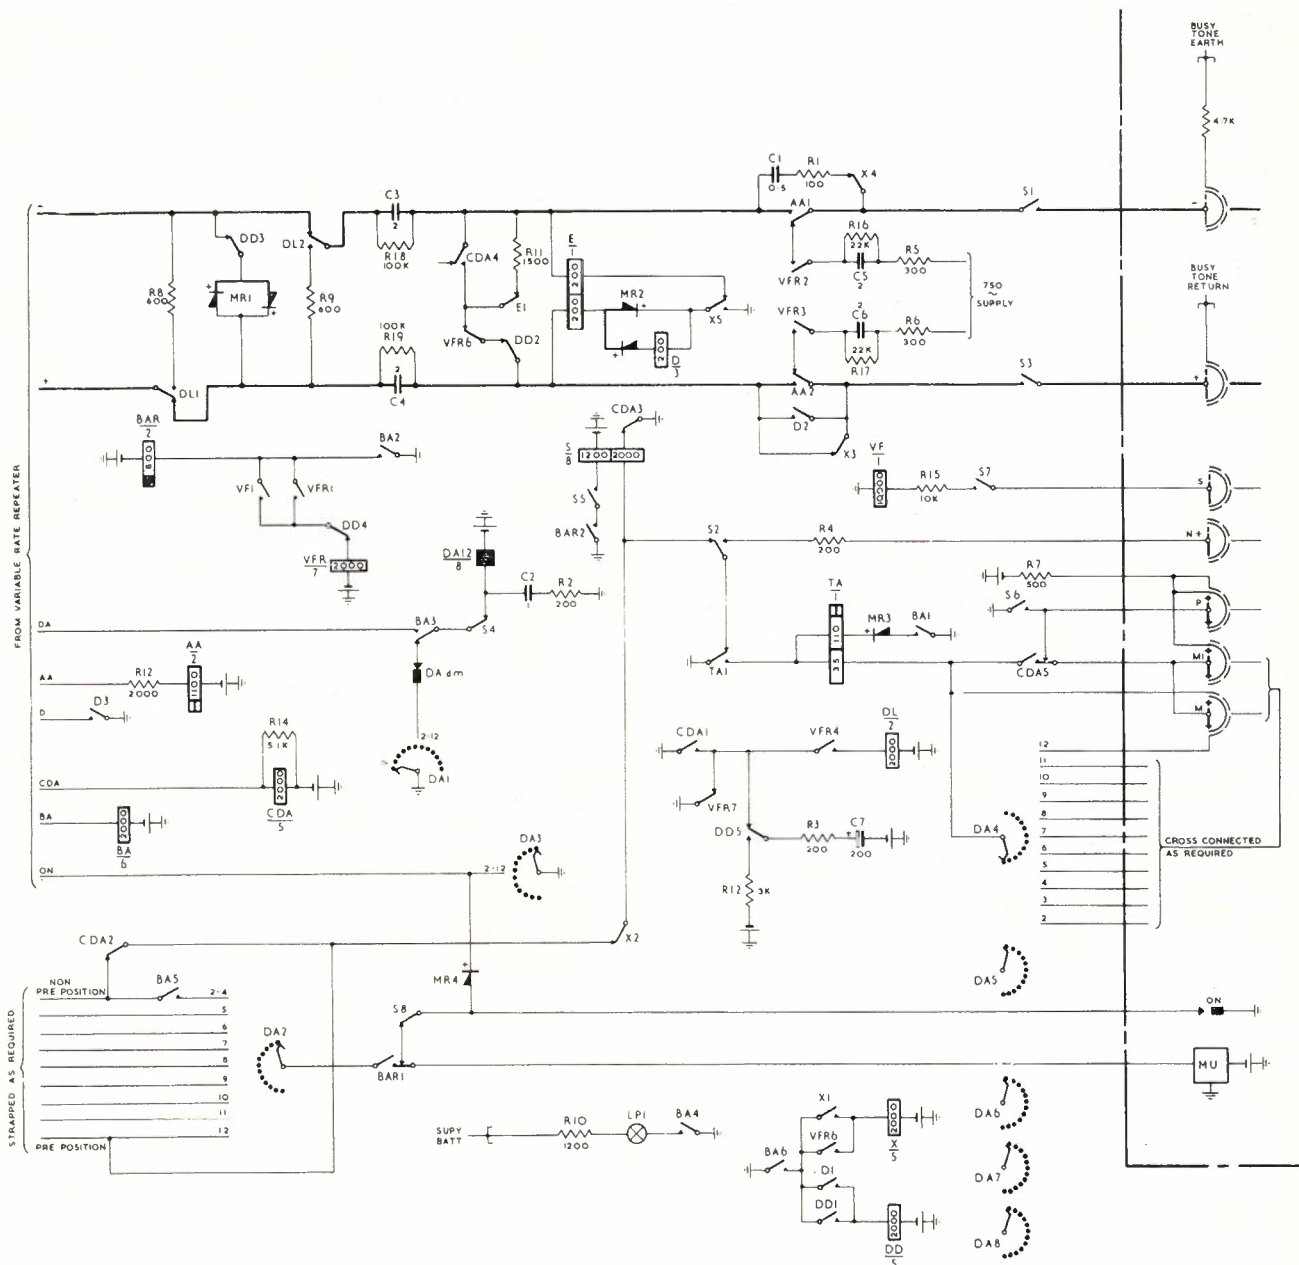 BUSY
TONE
EARTH
4·7K
C1
0·5
R1
100
X4
S1
-
-
C3
2
AA1
DD3
DL2
R18
100K
CDA4
R11
1500
E
1
200
200
R16
22K
C5
2
R5
300
VFR2
750
~
SUPPLY
BUSY
TONE
RETURN
R8
600
MR1
R9
600
MR2
X5
E1
VFR3
2
C6
22K
R17
R6
300
100K
R19
VFR6
DD2
D
3
200
+
DL1
2
C4
AA2
S3
+
BAR
2
BA2
CDA3
D2
X3
S
8
1200
2000
VF
1
R15
10K
S7
S
VF1
VFR1
S5
DD4
BAR2
S2
R4
200
N+
VFR
7
2000
DA12
8
C2
1
R2
200
TA
1
R7
500
S6
P
FROM VARIABLE RATE REPEATER
DA
BA3
S4
110
MR3
BA1
AA
R12
2000
AA
2
DA dm
TA1
35
CDA5
M1
D
D3
M
R14
5·1K
2-12
CDA1
VFR4
DL
2
200
12
DA1
11
10
CDA
2000
CDA
5
VFR7
9
BA
2000
BA
6
DD5
R3
200
C7
200
8
DA3
DA4
7
CROSS CONNECTED
AS REQUIRED
6
ON
2-12
5
R12
3K
4
3
2
CDA2
X2
MR4
DA5
NON
PRE POSITION
BA5
2-4
5
S8
ON
6
DA2
7
8
BAR1
MU
9
10
11
12
STRAPPED AS REQUIRED
PRE POSITION
SUPY
BATT
R10
1200
LP1
BA4
X1
X
5
2000
DA6
VFR6
BA6
D1
DA7
DD1
2000
DD
5
DA8